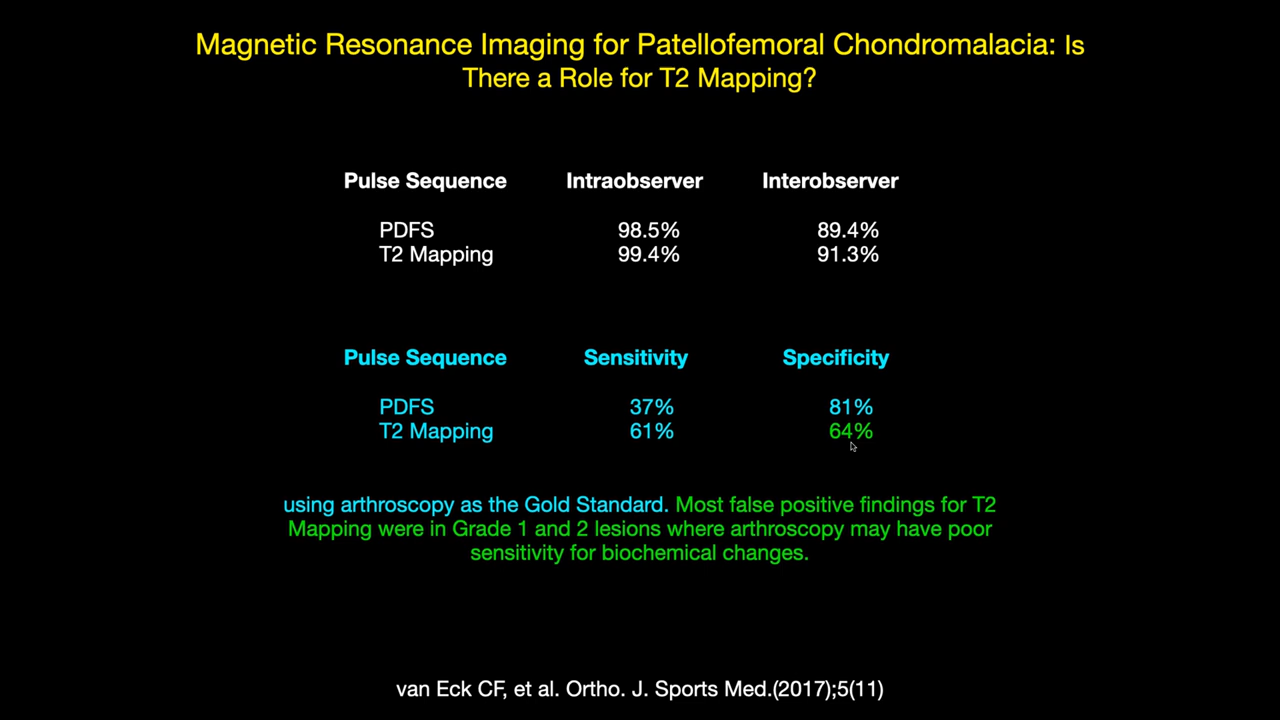 Magnetic Resonance Imaging for Patellofemoral Chondromalacia: Is
There a Role for T2 Mapping?
Pulse Sequence Intraobserver Interobserver
PDFS 98.5% 89.4%
T2 Mapping 99.4% 91.3%
Pulse Sequence Sensitivity Specificity
PDFS 37% 81%
T2 Mapping 61% 64%
using arthroscopy as the Gold Standard. Most false positive findings for T2
Mapping were in Grade 1 and 2 lesions where arthroscopy may have poor
sensitivity for biochemical changes.
van Eck CF, et al. Ortho. J. Sports Med.(2017);5(11)